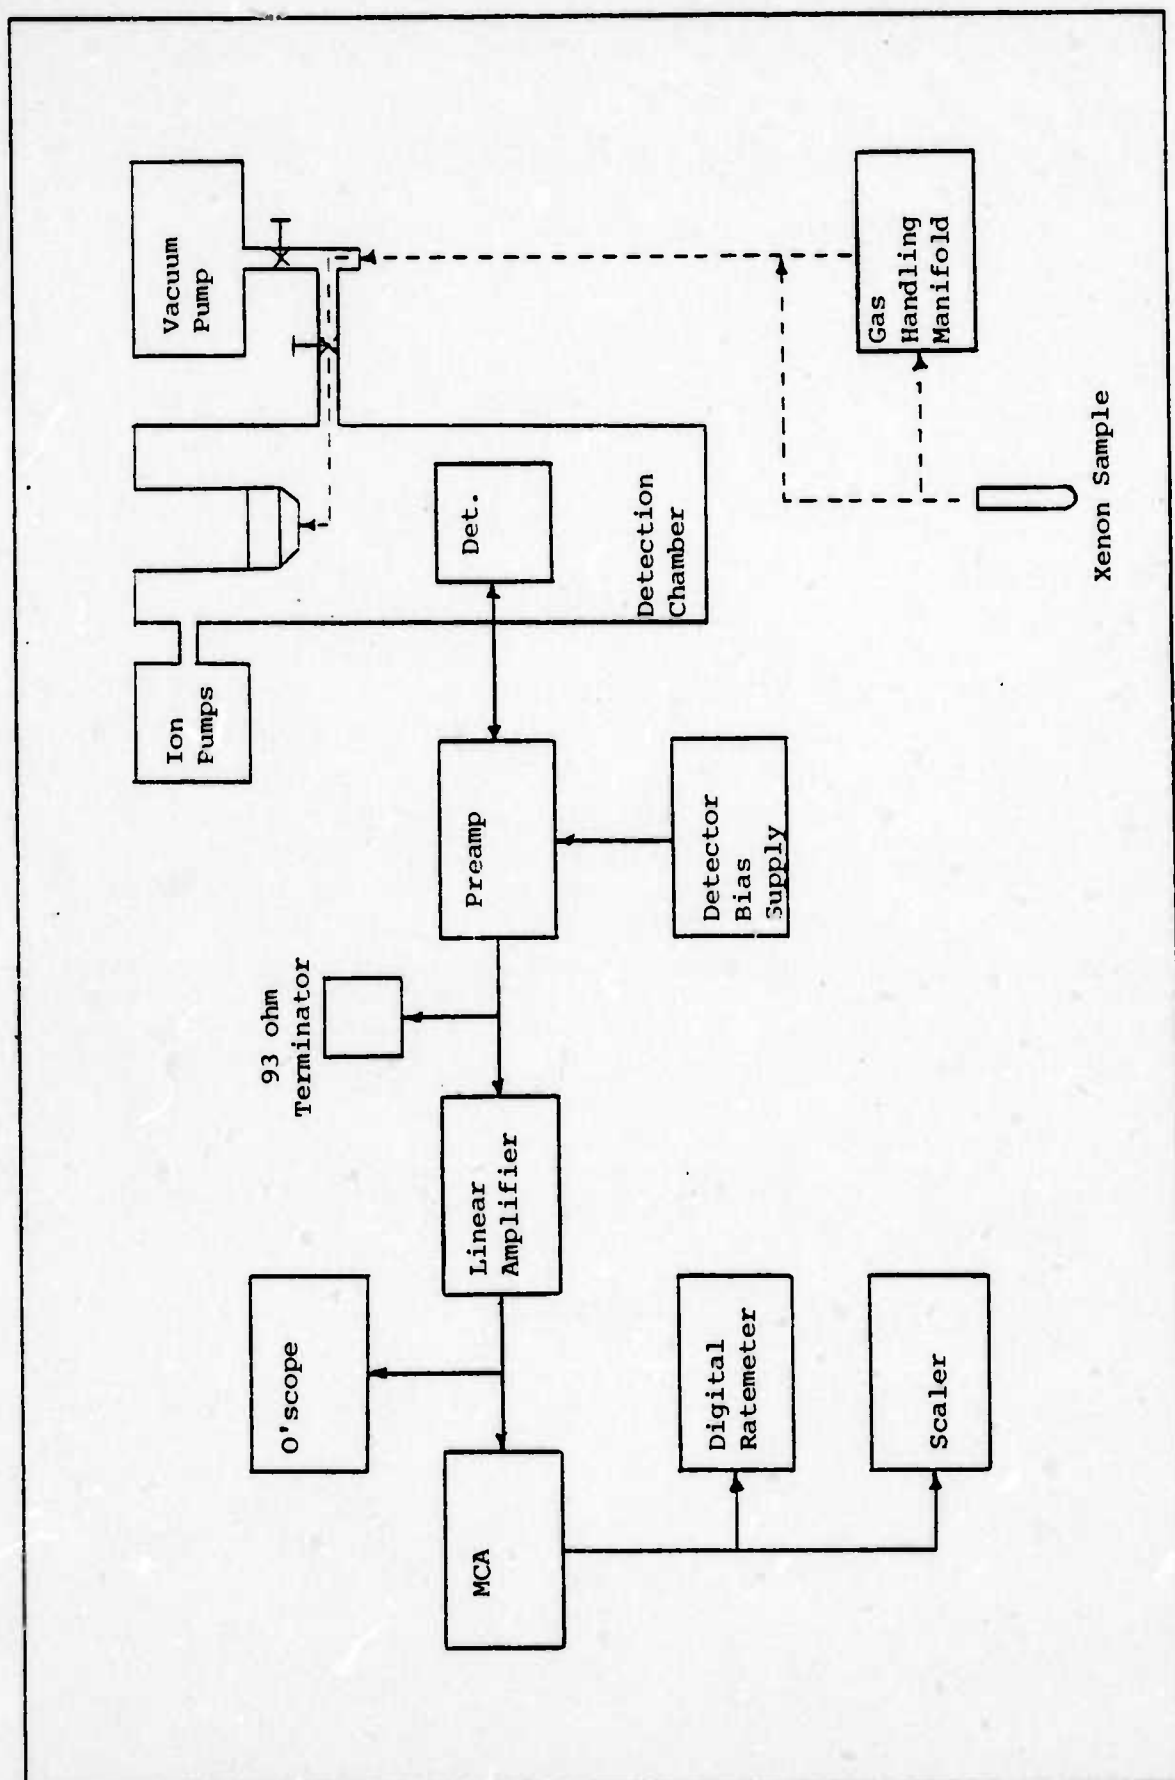 Vacuum
Pump
Ion
Pumps
Det.
Detection
Chamber
Gas
Handling
Manifold
Xenon Sample
Preamp
Detector
Bias
Supply
93 ohm
Terminator
Linear
Amplifier
O'scope
MCA
Digital
Ratemeter
Scaler